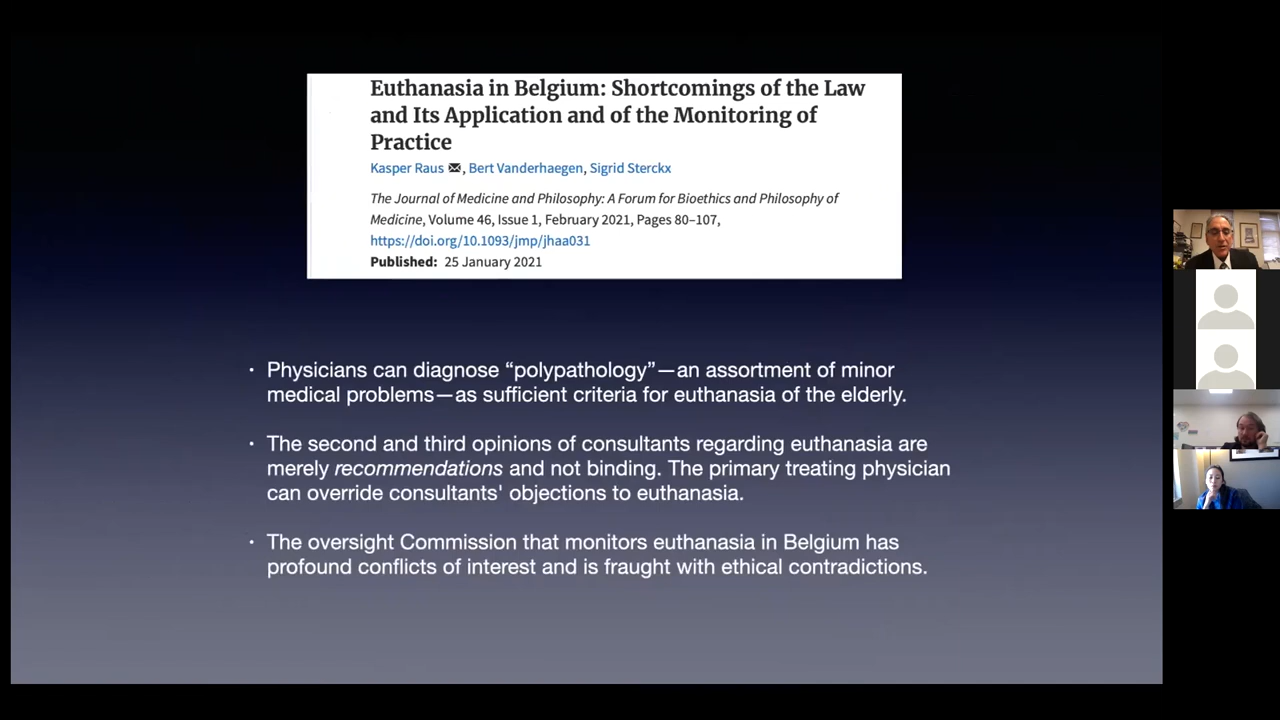 Euthanasia in Belgium: Shortcomings of the Law
and Its Application and of the Monitoring of
Practice
Kasper Raus ✉, Bert Vanderhaegen, Sigrid Sterckx
The Journal of Medicine and Philosophy: A Forum for Bioethics and Philosophy of
Medicine, Volume 46, Issue 1, February 2021, Pages 80–107,
https://doi.org/10.1093/jmp/jhaa031
Published: 25 January 2021
· Physicians can diagnose “polypathology”—an assortment of minor
medical problems—as sufficient criteria for euthanasia of the elderly.
· The second and third opinions of consultants regarding euthanasia are
merely recommendations and not binding. The primary treating physician
can override consultants' objections to euthanasia.
· The oversight Commission that monitors euthanasia in Belgium has
profound conflicts of interest and is fraught with ethical contradictions.